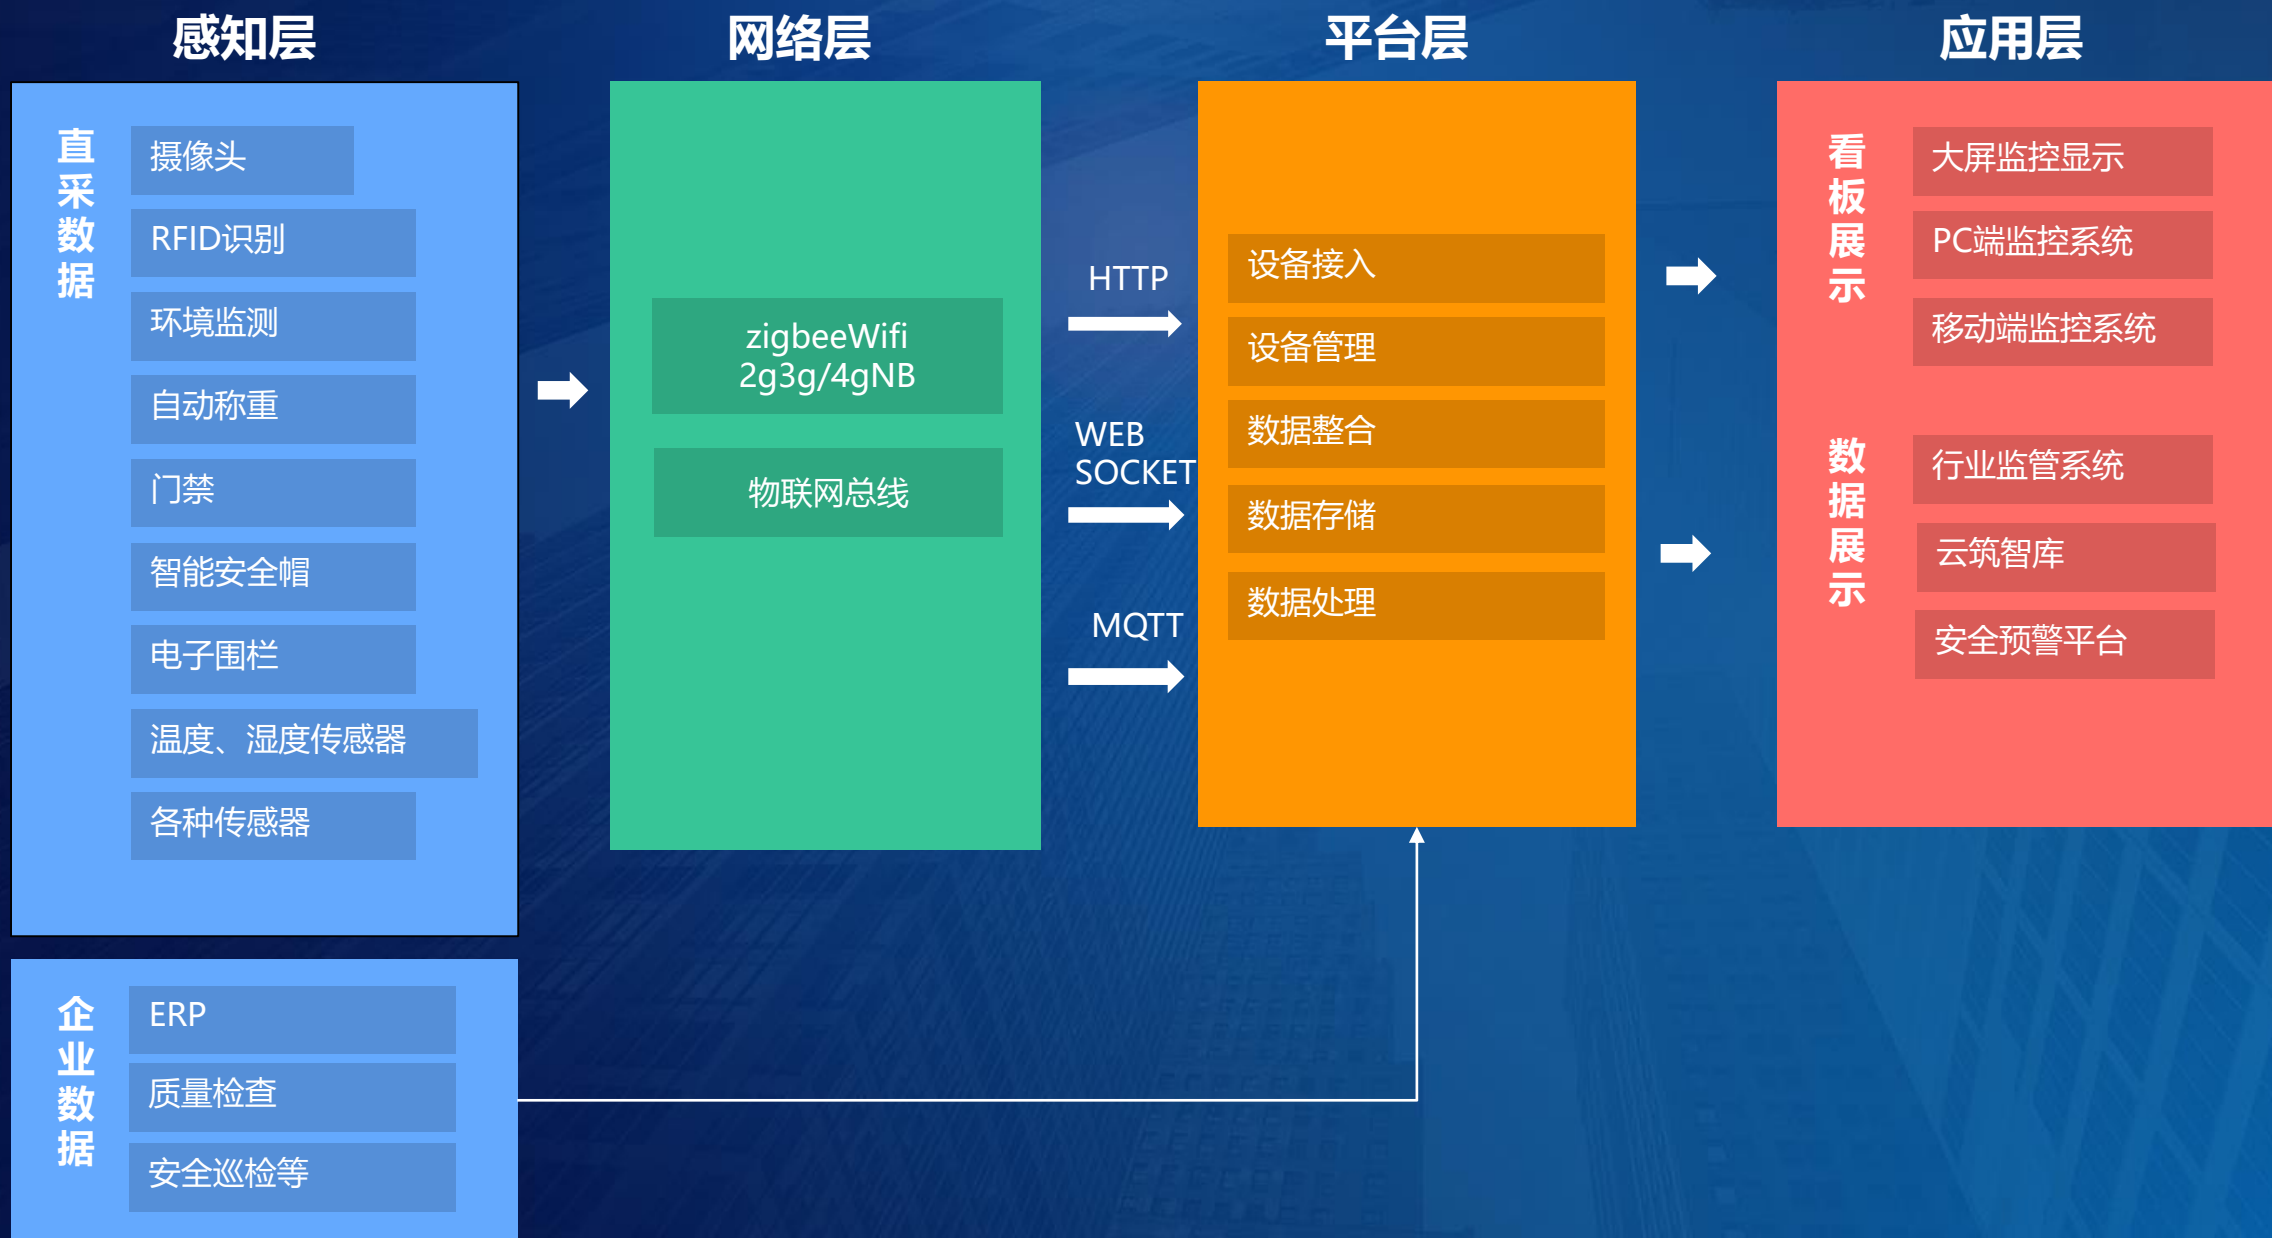 感知层
网络层
平台层
应用层
直采数据
摄像头
RFID识别
环境监测
自动称重
门禁
智能安全帽
电子围栏
温度、湿度传感器
各种传感器
企业数据
ERP
质量检查
安全巡检等
zigbeeWifi
2g3g/4gNB
物联网总线
HTTP
WEB
SOCKET
MQTT
设备接入
设备管理
数据整合
数据存储
数据处理
看板展示
大屏监控显示
PC端监控系统
移动端监控系统
数据展示
行业监管系统
云筑智库
安全预警平台